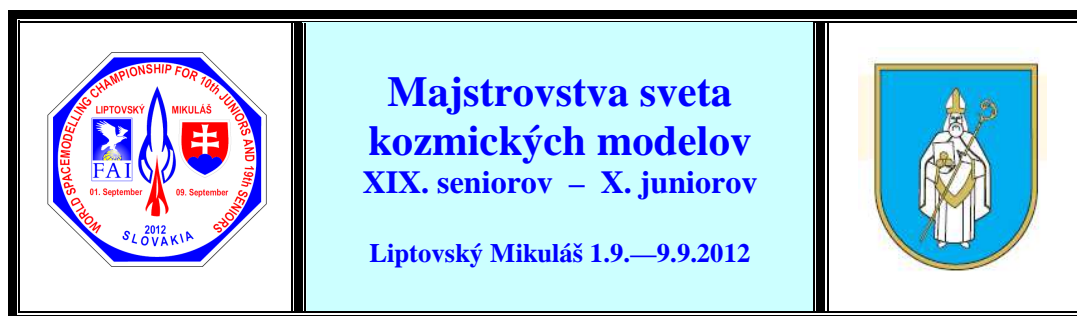 WORLD SPACEMODELLING CHAMPIONSHIP FOR 10th JUNIORS AND 19th SENIORS
LIPTOVSKÝ MIKULÁŠ
FAI
01. September 09. September
2012
SLOVAKIA
Majstrovstva sveta
kozmických modelov
XIX. seniorov – X. juniorov
Liptovský Mikuláš 1.9.—9.9.2012